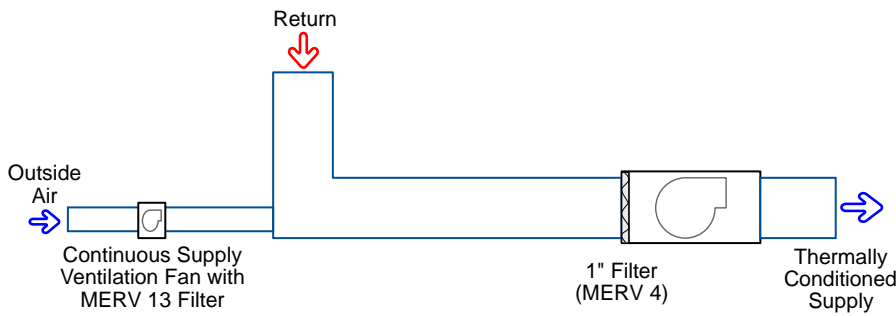 Return
Outside
Air
Continuous Supply
Ventilation Fan with
MERV 13 Filter
1" Filter
(MERV 4)
Thermally
Conditioned
Supply